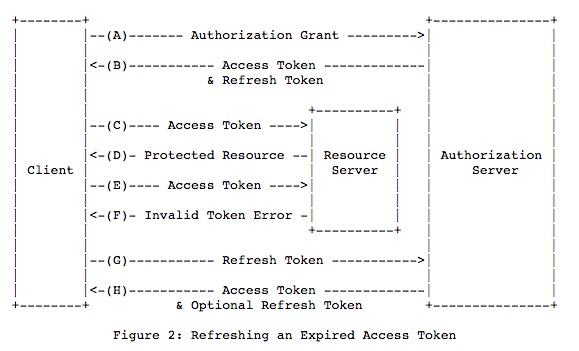 +--------+                                           +---------------+
|        |--(A)------- Authorization Grant --------->|               |
|        |<-(B)----------- Access Token -------------|               |
|        |               & Refresh Token             |               |
|        |                            +----------+   |               |
|        |--(C)---- Access Token ---->|          |   |               |
|        |<-(D)- Protected Resource --| Resource |   | Authorization |
| Client |                            |  Server  |   |     Server    |
|        |--(E)---- Access Token ---->|          |   |               |
|        |<-(F)- Invalid Token Error -|          |   |               |
|        |                            +----------+   |               |
|        |--(G)----------- Refresh Token ----------->|               |
|        |<-(H)----------- Access Token -------------|               |
+--------+           & Optional Refresh Token        +---------------+
Figure 2: Refreshing an Expired Access Token